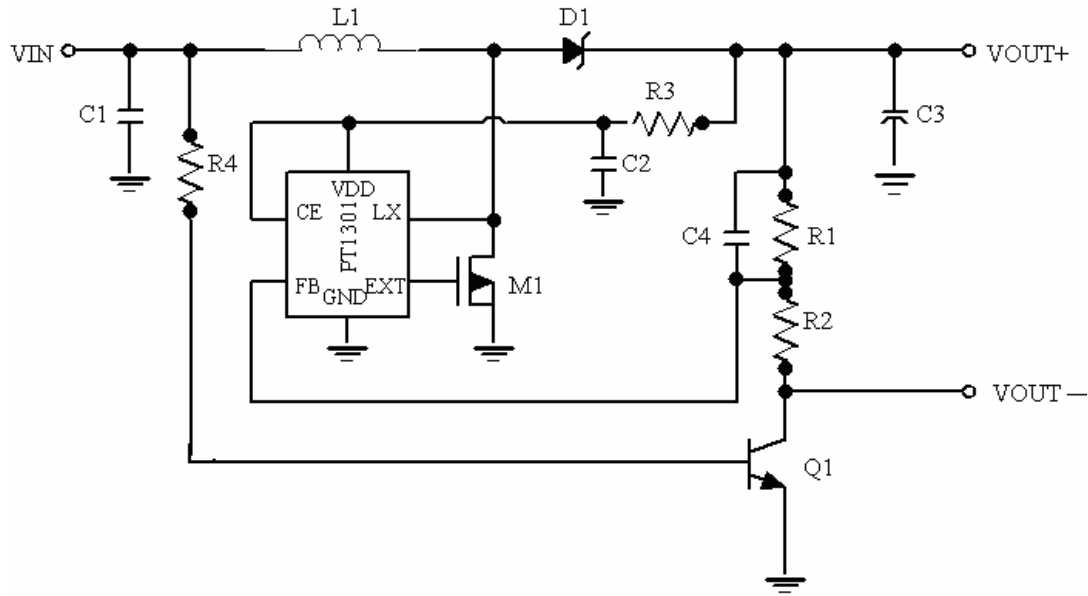 L1
D1
VIN
VOUT+
R3
C1
C3
R4
C2
VDD
CE
LX
FT1301
C4
R1
FB
EXT
GND
M1
R2
VOUT —
Q1